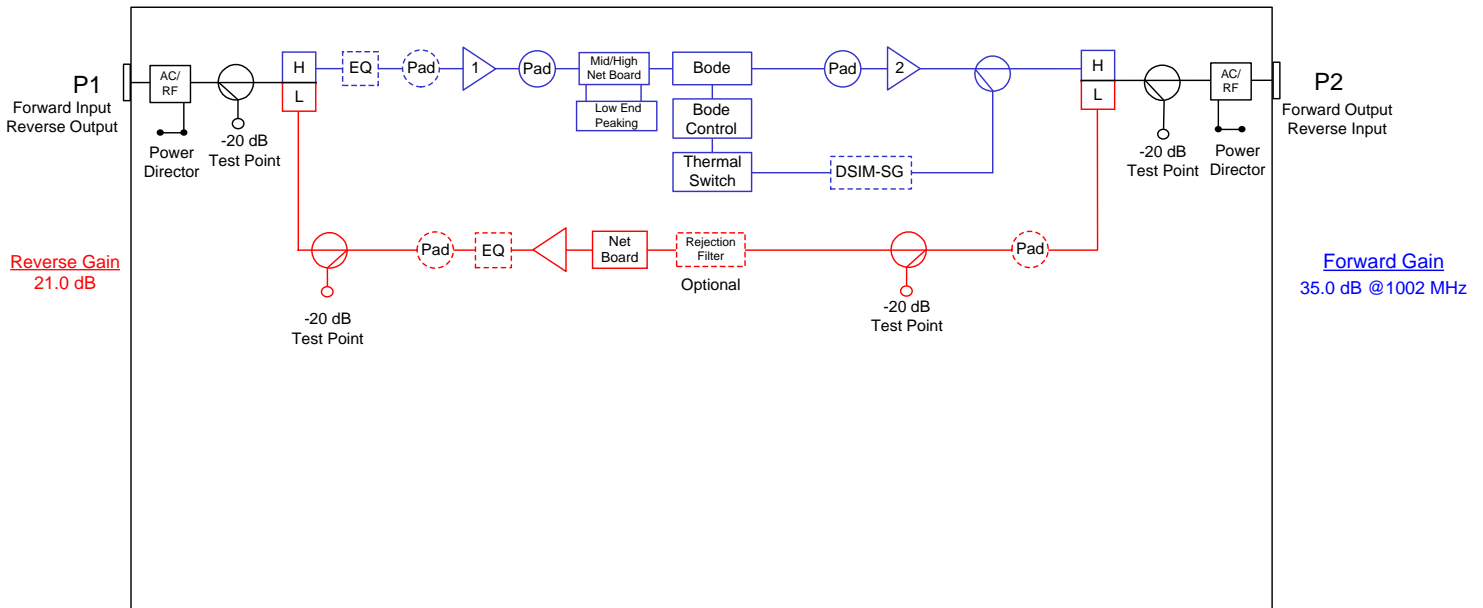 P1
Forward Input
Reverse Output
AC/
RF
Power
Director
-20 dB
Test Point
H
L
EQ
Pad
1
Pad
Mid/High
Net Board
Low End
Peaking
Bode
Bode
Control
Thermal
Switch
DSIM-SG
Pad
2
H
L
-20 dB
Test Point
AC/
RF
Power
Director
P2
Forward Output
Reverse Input
Reverse Gain
21.0 dB
-20 dB
Test Point
Pad
EQ
Net
Board
Rejection
Filter
Optional
-20 dB
Test Point
Pad
Forward Gain
35.0 dB @1002 MHz